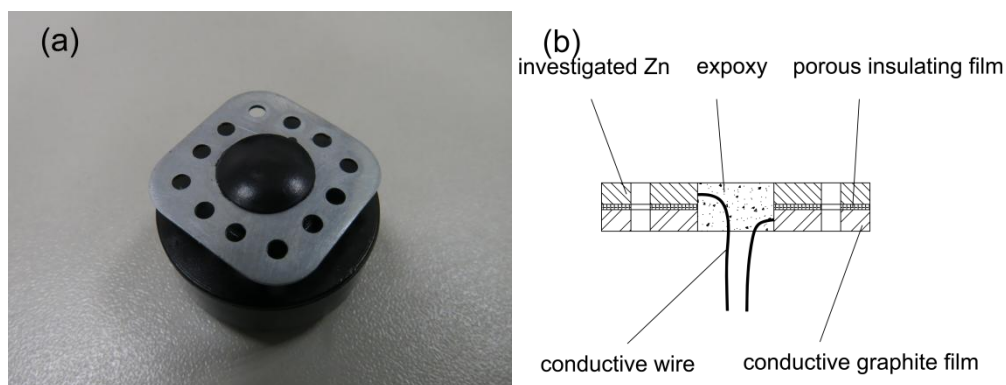 (a)
(b)
investigated Zn expoxy porous insulating film
conductive wire conductive graphite film